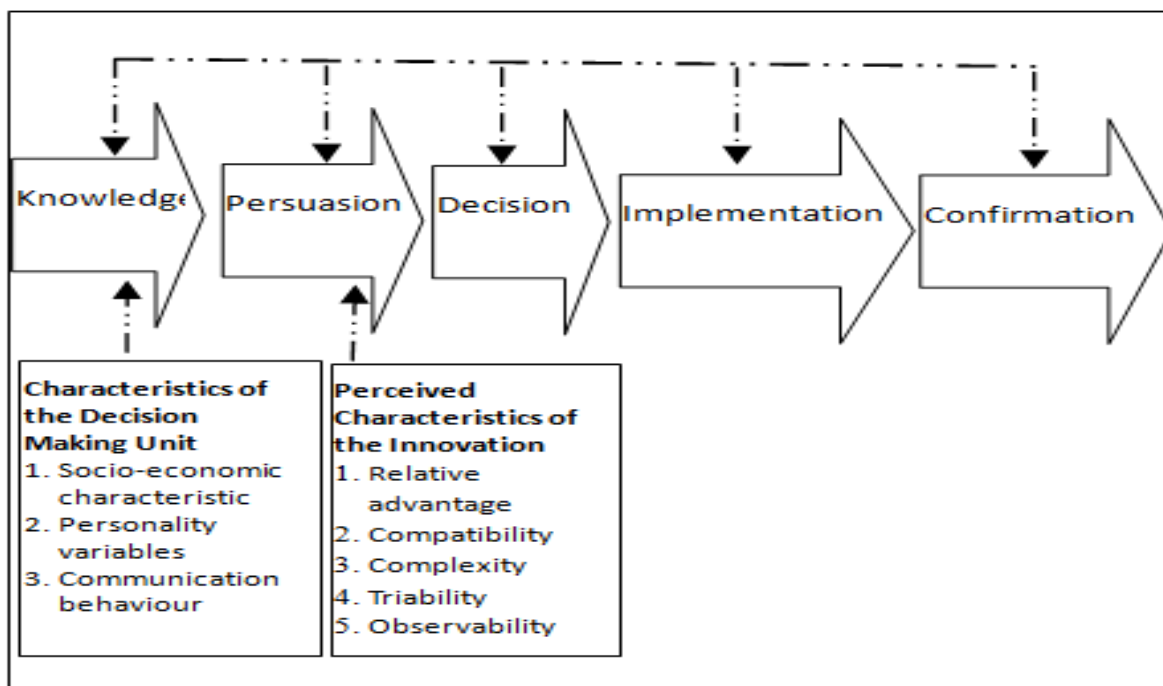 Knowledge
Persuasion
Decision
Implementation
Confirmation
Characteristics of
the Decision
Making Unit
1. Socio-economic
characteristic
2. Personality
variables
3. Communication
behaviour
Perceived
Characteristics of
the Innovation
1. Relative
advantage
2. Compatibility
3. Complexity
4. Triability
5. Observability